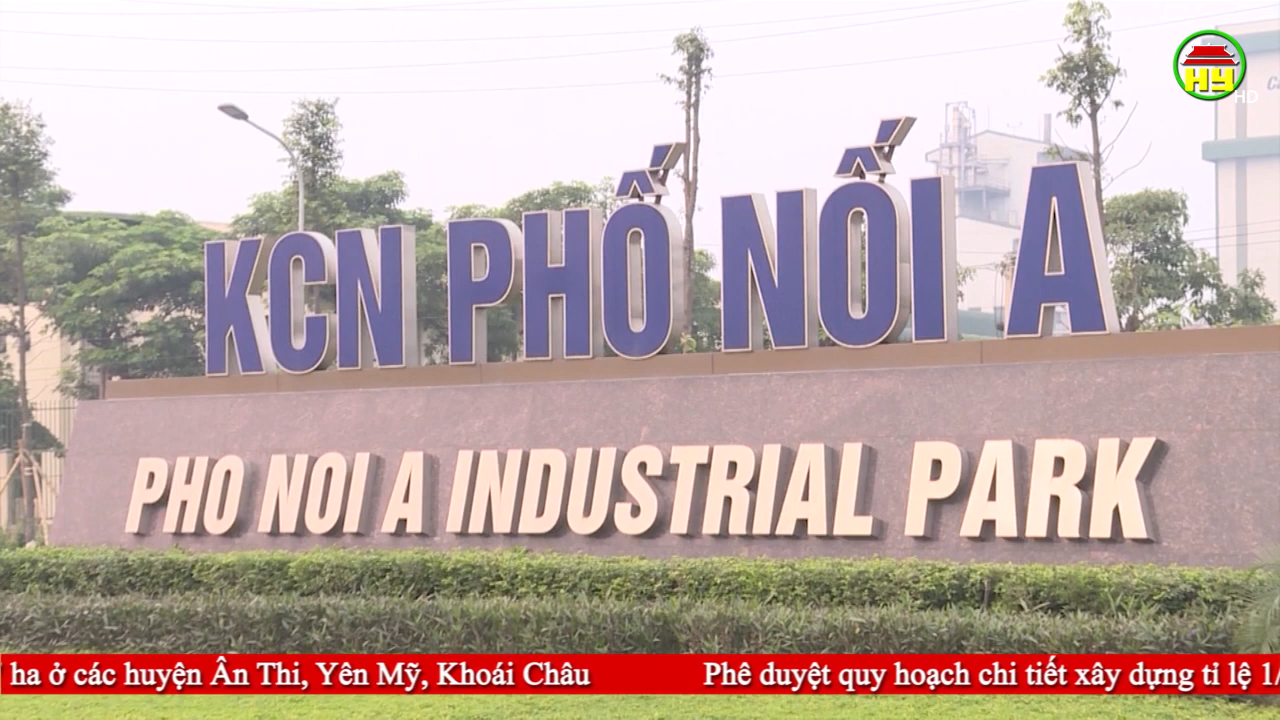 HY
HD
KCN PHỐ NỐI A
PHO NOI A INDUSTRIAL PARK
ha ở các huyện Ân Thi, Yên Mỹ, Khoái Châu
Phê duyệt quy hoạch chi tiết xây dựng tỉ lệ 1/